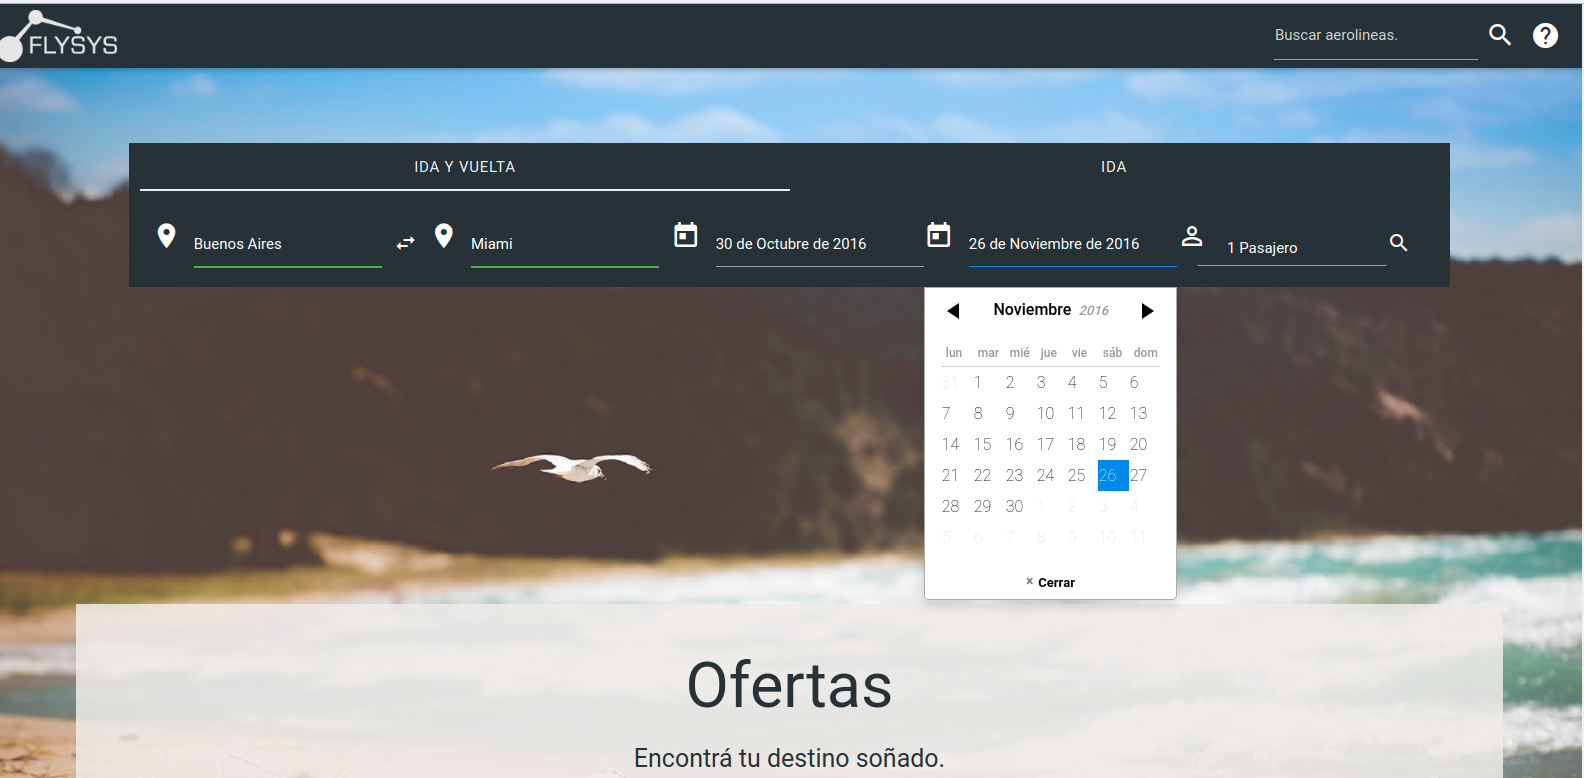 FLYSYS
Buscar aerolineas.
IDA Y VUELTA
IDA
Buenos Aires
Miami
30 de Octubre de 2016
26 de Noviembre de 2016
1 Pasajero
Noviembre 2016
lun mar mié jue vie sáb dom
31 1 2 3 4 5 6
7 8 9 10 11 12 13
14 15 16 17 18 19 20
21 22 23 24 25 26 27
28 29 30 1 2 3 4
5 6 7 8 9 10 11
× Cerrar
Ofertas
Encontrá tu destino soñado.